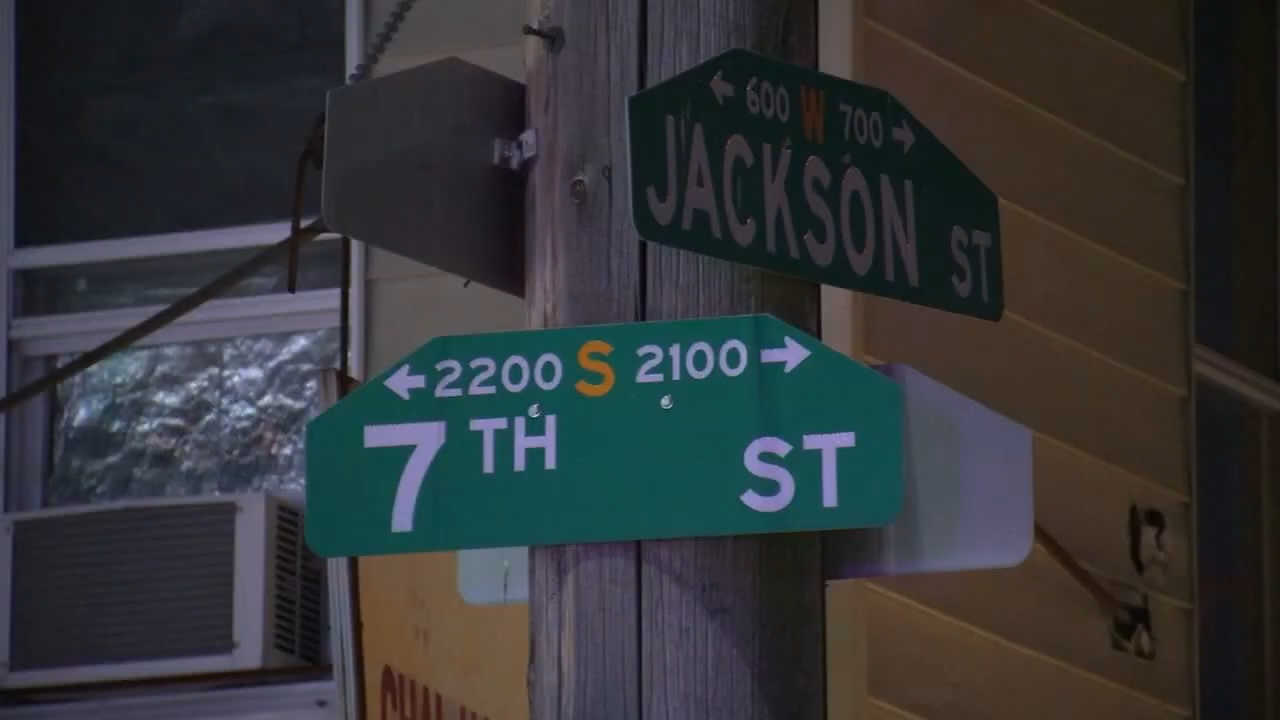 ← 600 W 700 →
JACKSON ST
← 2200 S 2100 →
7TH ST